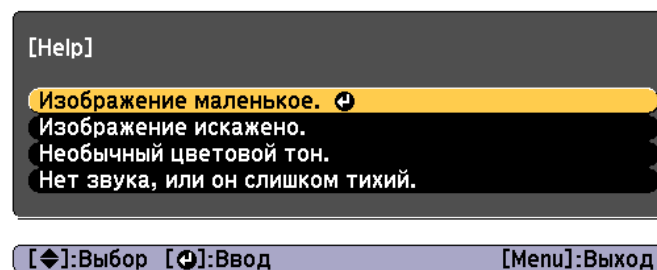 [Help]
Изображение маленькое.
Изображение искажено.
Необычный цветовой тон.
Нет звука, или он слишком тихий.
[◆]:Выбор [↵]:Ввод [Menu]:Выход